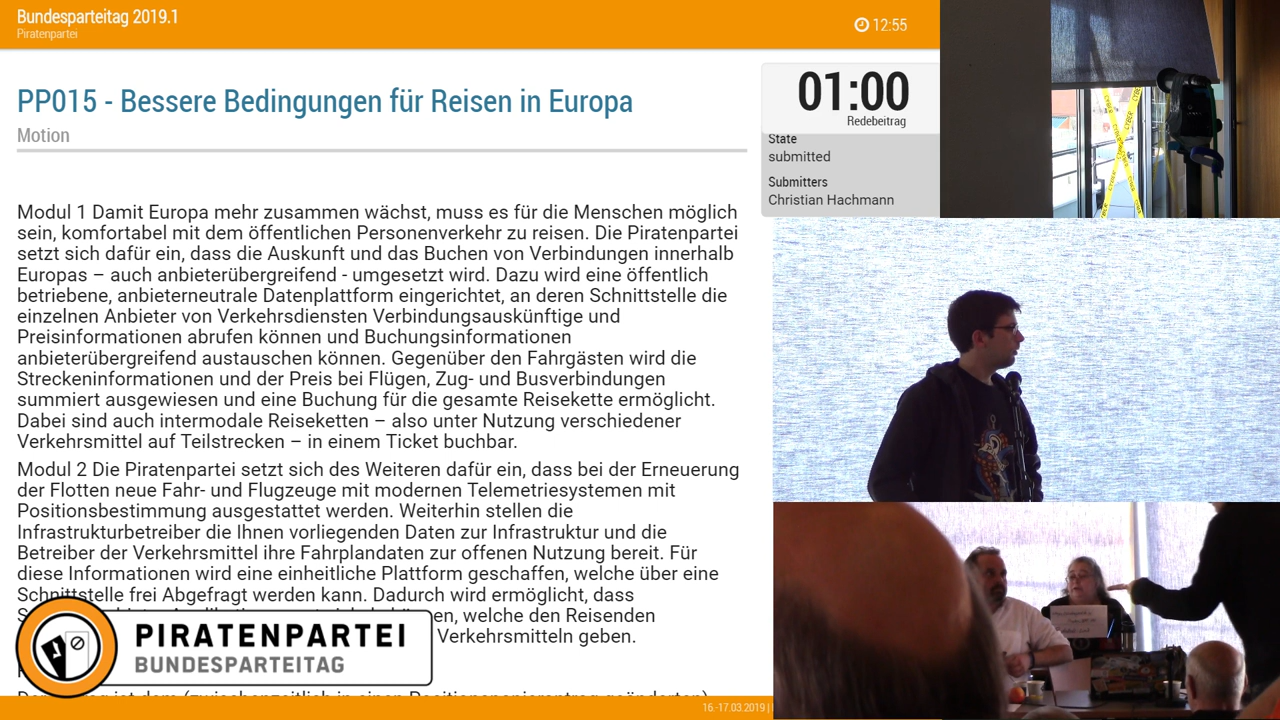 Bundesparteitag 2019.1
Piratenpartei
12:55
PP015 - Bessere Bedingungen für Reisen in Europa
Motion
01:00
Redebeitrag
State
submitted
Submitters
Christian Hachmann
Modul 1 Damit Europa mehr zusammen wächst, muss es für die Menschen möglich
sein, komfortabel mit dem öffentlichen Personenverkehr zu reisen. Die Piratenpartei
setzt sich dafür ein, dass die Auskunft und das Buchen von Verbindungen innerhalb
Europas – auch anbieterübergreifend - umgesetzt wird. Dazu wird eine öffentlich
betriebene, anbieterneutrale Datenplattform eingerichtet, an deren Schnittstelle die
einzelnen Anbieter von Verkehrsdiensten Verbindungsauskünftige und
Preisinformationen abrufen können und Buchungsinformationen
anbieterübergreifend austauschen können. Gegenüber den Fahrgästen wird die
Streckeninformationen und der Preis bei Flügen, Zug- und Busverbindungen
summiert ausgewiesen und eine Buchung für die gesamte Reisekette ermöglicht.
Dabei sind auch intermodale Reiseketten – also unter Nutzung verschiedener
Verkehrsmittel auf Teilstrecken – in einem Ticket buchbar.
Modul 2 Die Piratenpartei setzt sich des Weiteren dafür ein, dass bei der Erneuerung
der Flotten neue Fahr- und Flugzeuge mit modernen Telemetriesystemen mit
Positionsbestimmung ausgestattet werden. Weiterhin stellen die
Infrastrukturbetreiber die Ihnen vorliegenden Daten zur Infrastruktur und die
Betreiber der Verkehrsmittel ihre Fahrplandaten zur offenen Nutzung bereit. Für
diese Informationen wird eine einheitliche Plattform geschaffen, welche über eine
Schnittstelle frei Abgefragt werden kann. Dadurch wird ermöglicht, dass
welche den Reisenden
Verkehrsmitteln geben.
PIRATENPARTEI
BUNDESPARTEITAG
16.-17.03.2019 |